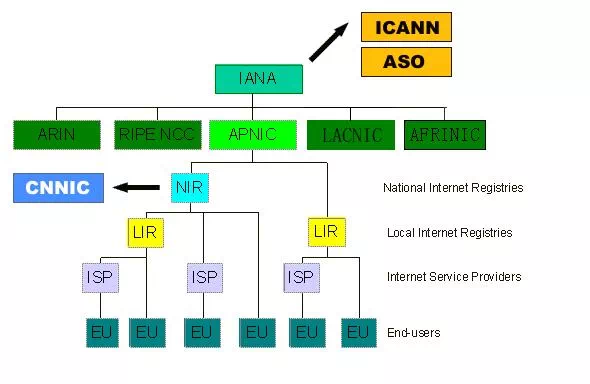 ICANN
ASO
IANA
ARIN RIPE NCC APNIC LACNIC AFRINIC
CNNIC NIR National Internet Registries
LIR LIR Local Internet Registries
ISP ISP ISP Internet Service Providers
EU EU EU EU EU EU End-users